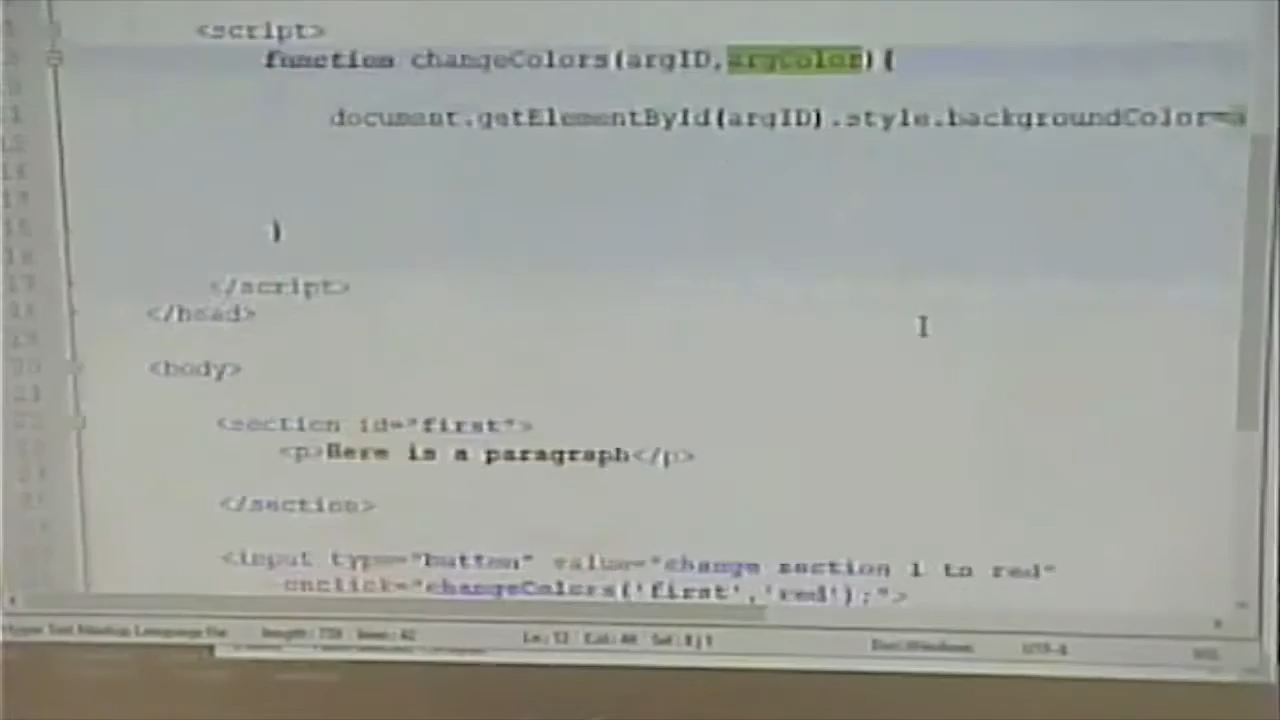 <script>
function changeColors(argID,argColor){
document.getElementById(argID).style.backgroundColor=a
}
</script>
</head>
<body>
<section id="first">
<p>Here is a paragraph</p>
</section>
<input type="button" value="change section 1 to red"
onclick="changeColors('first','red');">